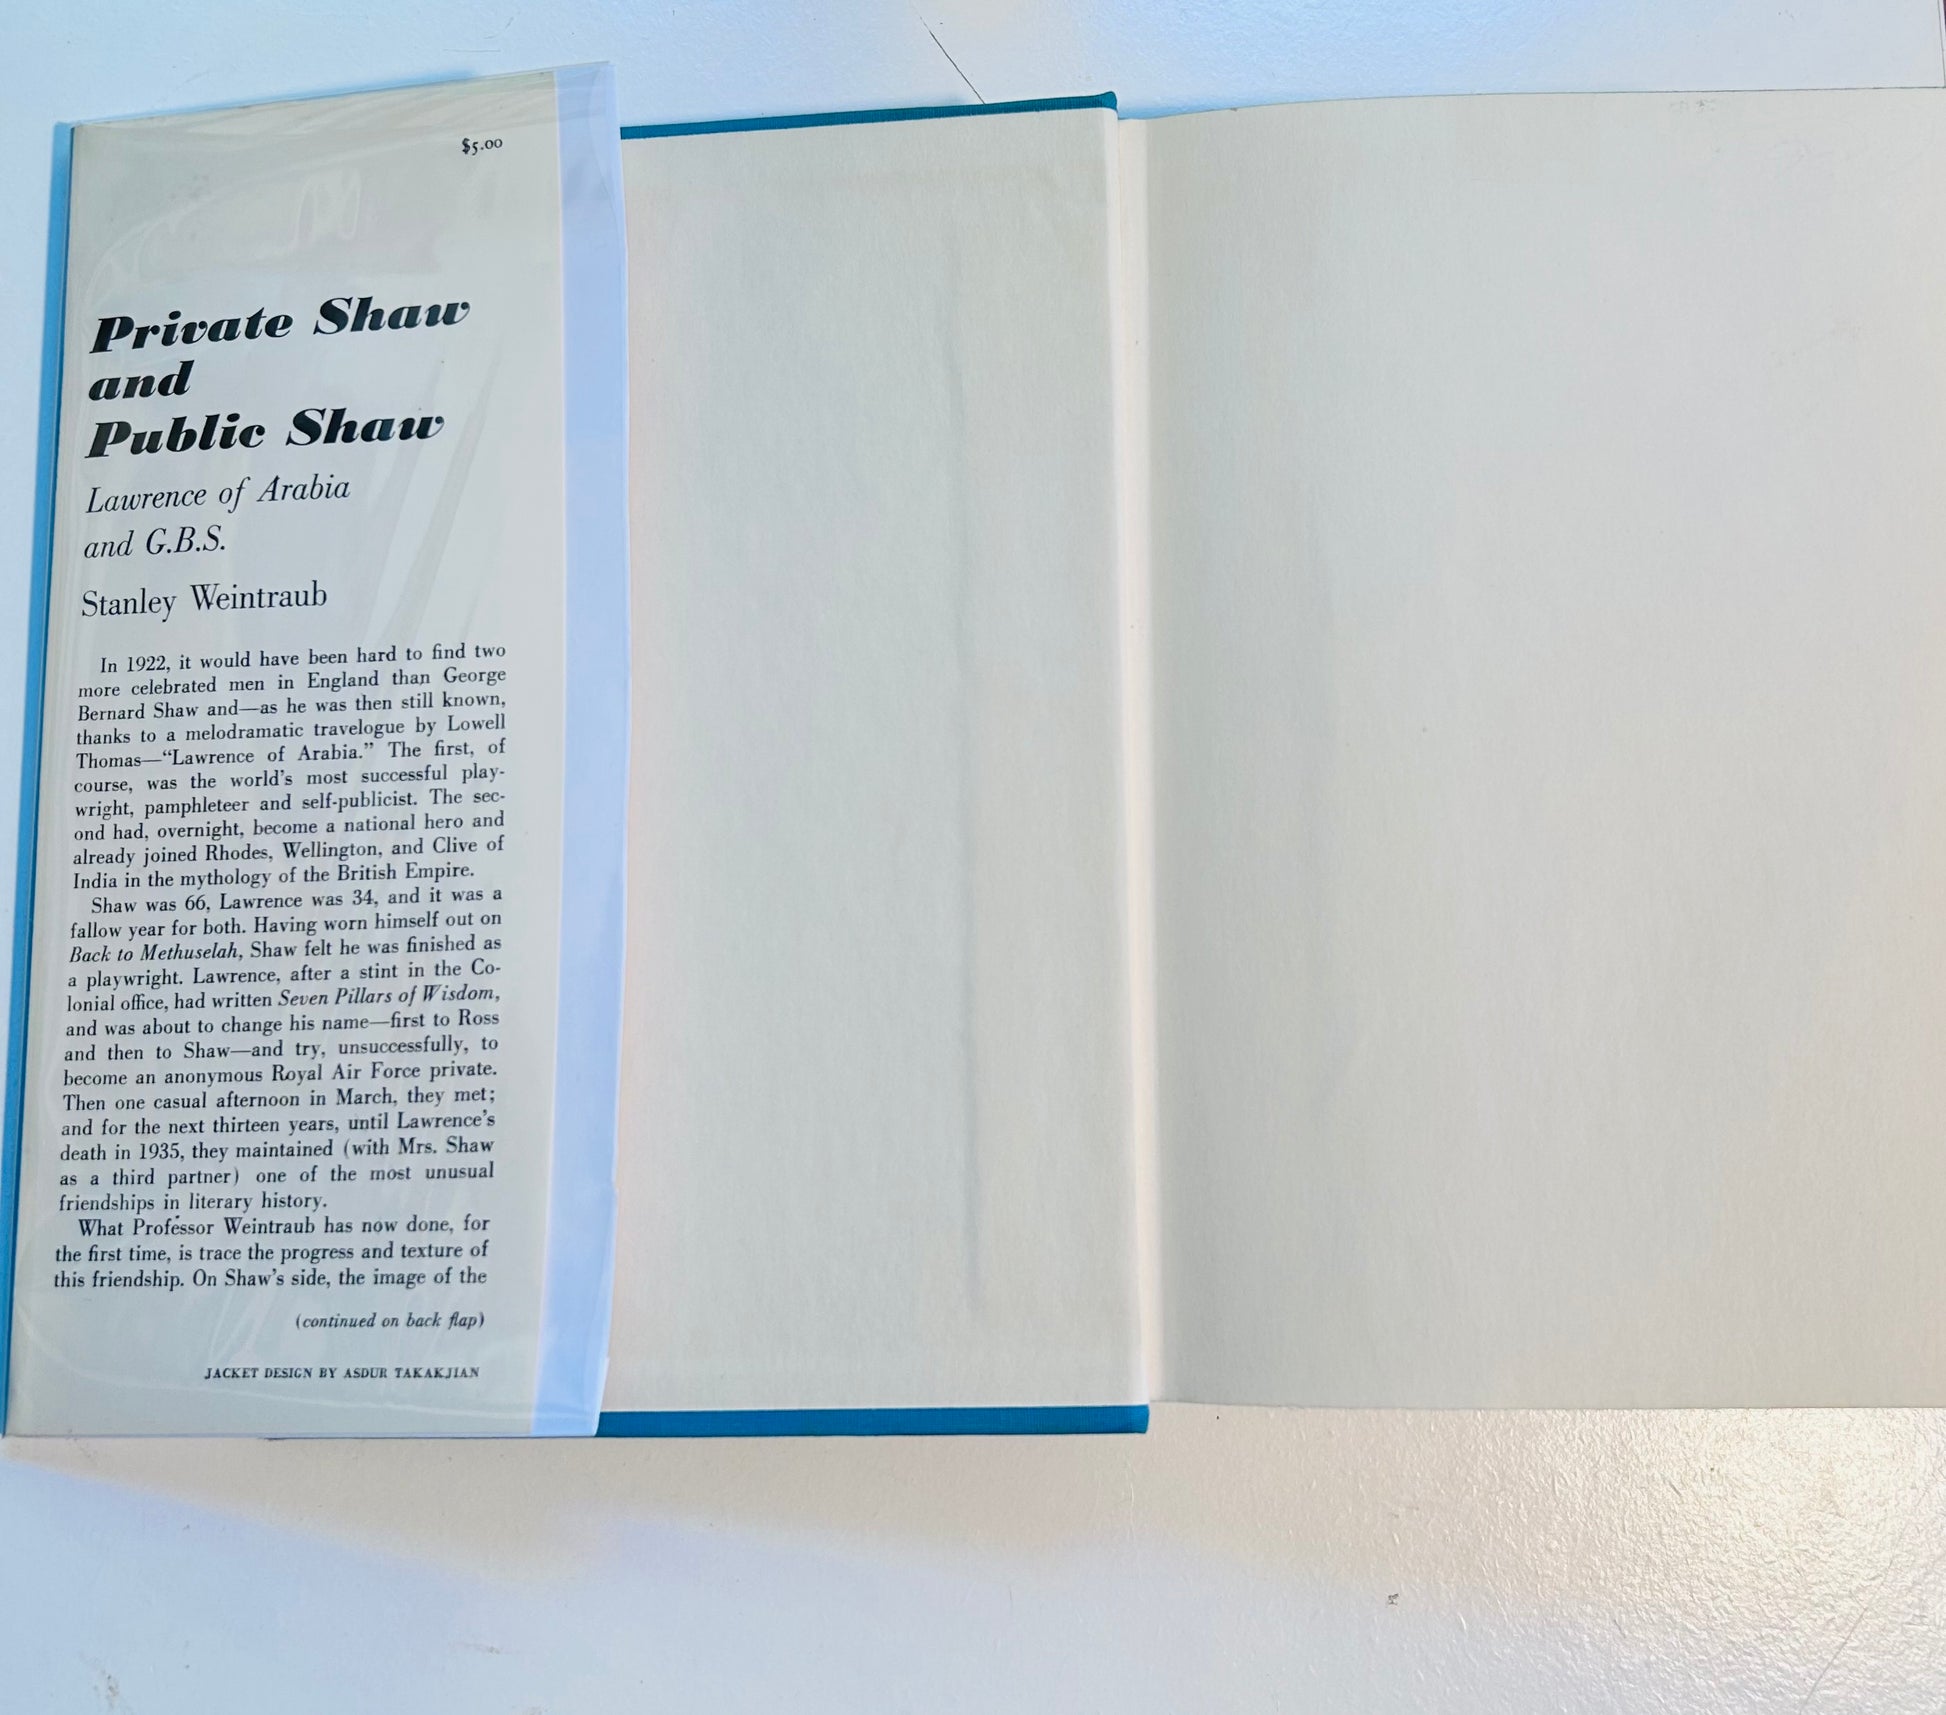 $5.00
Private Shaw
and
Public Shaw
Lawrence of Arabia
and G.B.S.
Stanley Weintraub
In 1922, it would have been hard to find two
more celebrated men in England than George
Bernard Shaw and—as he was then still known,
thanks to a melodramatic travelogue by Lowell
Thomas—“Lawrence of Arabia.” The first, of
course, was the world’s most successful play-
wright, pamphleteer and self-publicist. The sec-
ond had, overnight, become a national hero and
already joined Rhodes, Wellington, and Clive of
India in the mythology of the British Empire.
Shaw was 66, Lawrence was 34, and it was a
fallow year for both. Having worn himself out on
Back to Methuselah, Shaw felt he was finished as
a playwright. Lawrence, after a stint in the Co-
lonial office, had written Seven Pillars of Wisdom,
and was about to change his name—first to Ross
and then to Shaw—and try, unsuccessfully, to
become an anonymous Royal Air Force private.
Then one casual afternoon in March, they met;
and for the next thirteen years, until Lawrence’s
death in 1935, they maintained (with Mrs. Shaw
as a third partner) one of the most unusual
friendships in literary history.
What Professor Weintraub has now done, for
the first time, is trace the progress and texture of
this friendship. On Shaw’s side, the image of the
(continued on back flap)
JACKET DESIGN BY ASDUR TAKAKJIAN